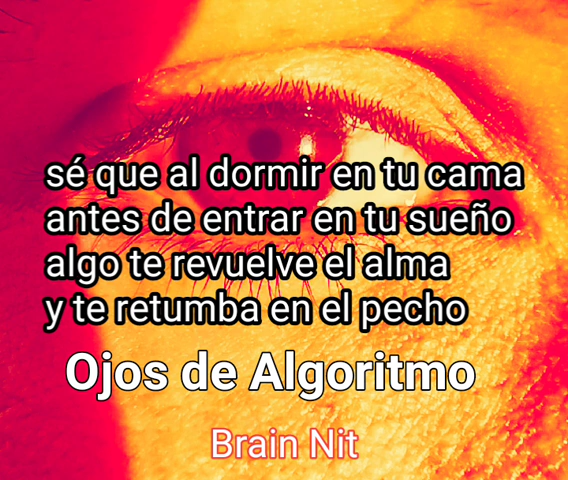 sé que al dormir en tu cama
antes de entrar en tu sueño
algo te revuelve el alma
y te retumba en el pecho
Ojos de Algoritmo
Brain Nit